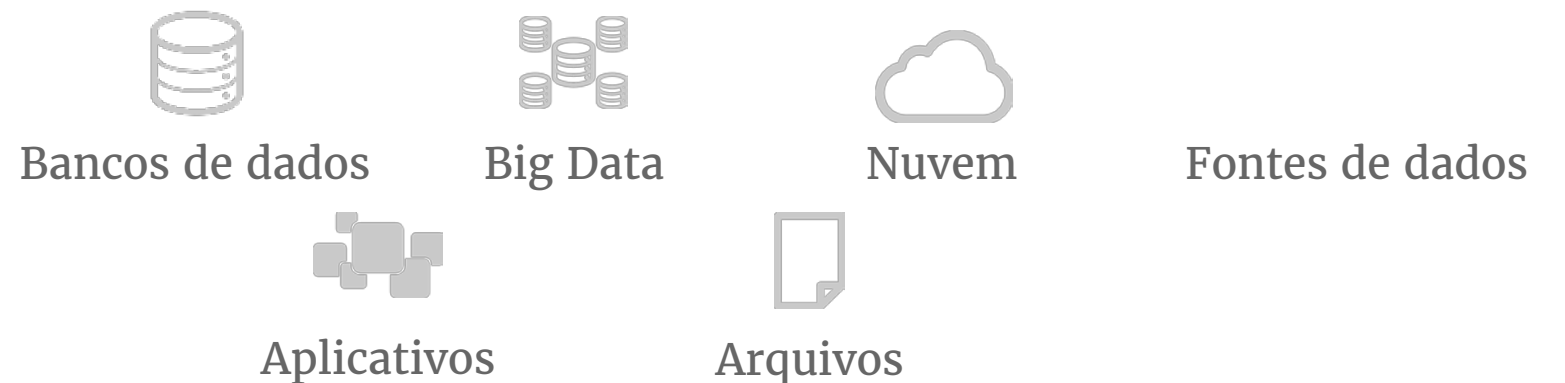 Bancos de dados
Big Data
Nuvem
Fontes de dados
Aplicativos
Arquivos